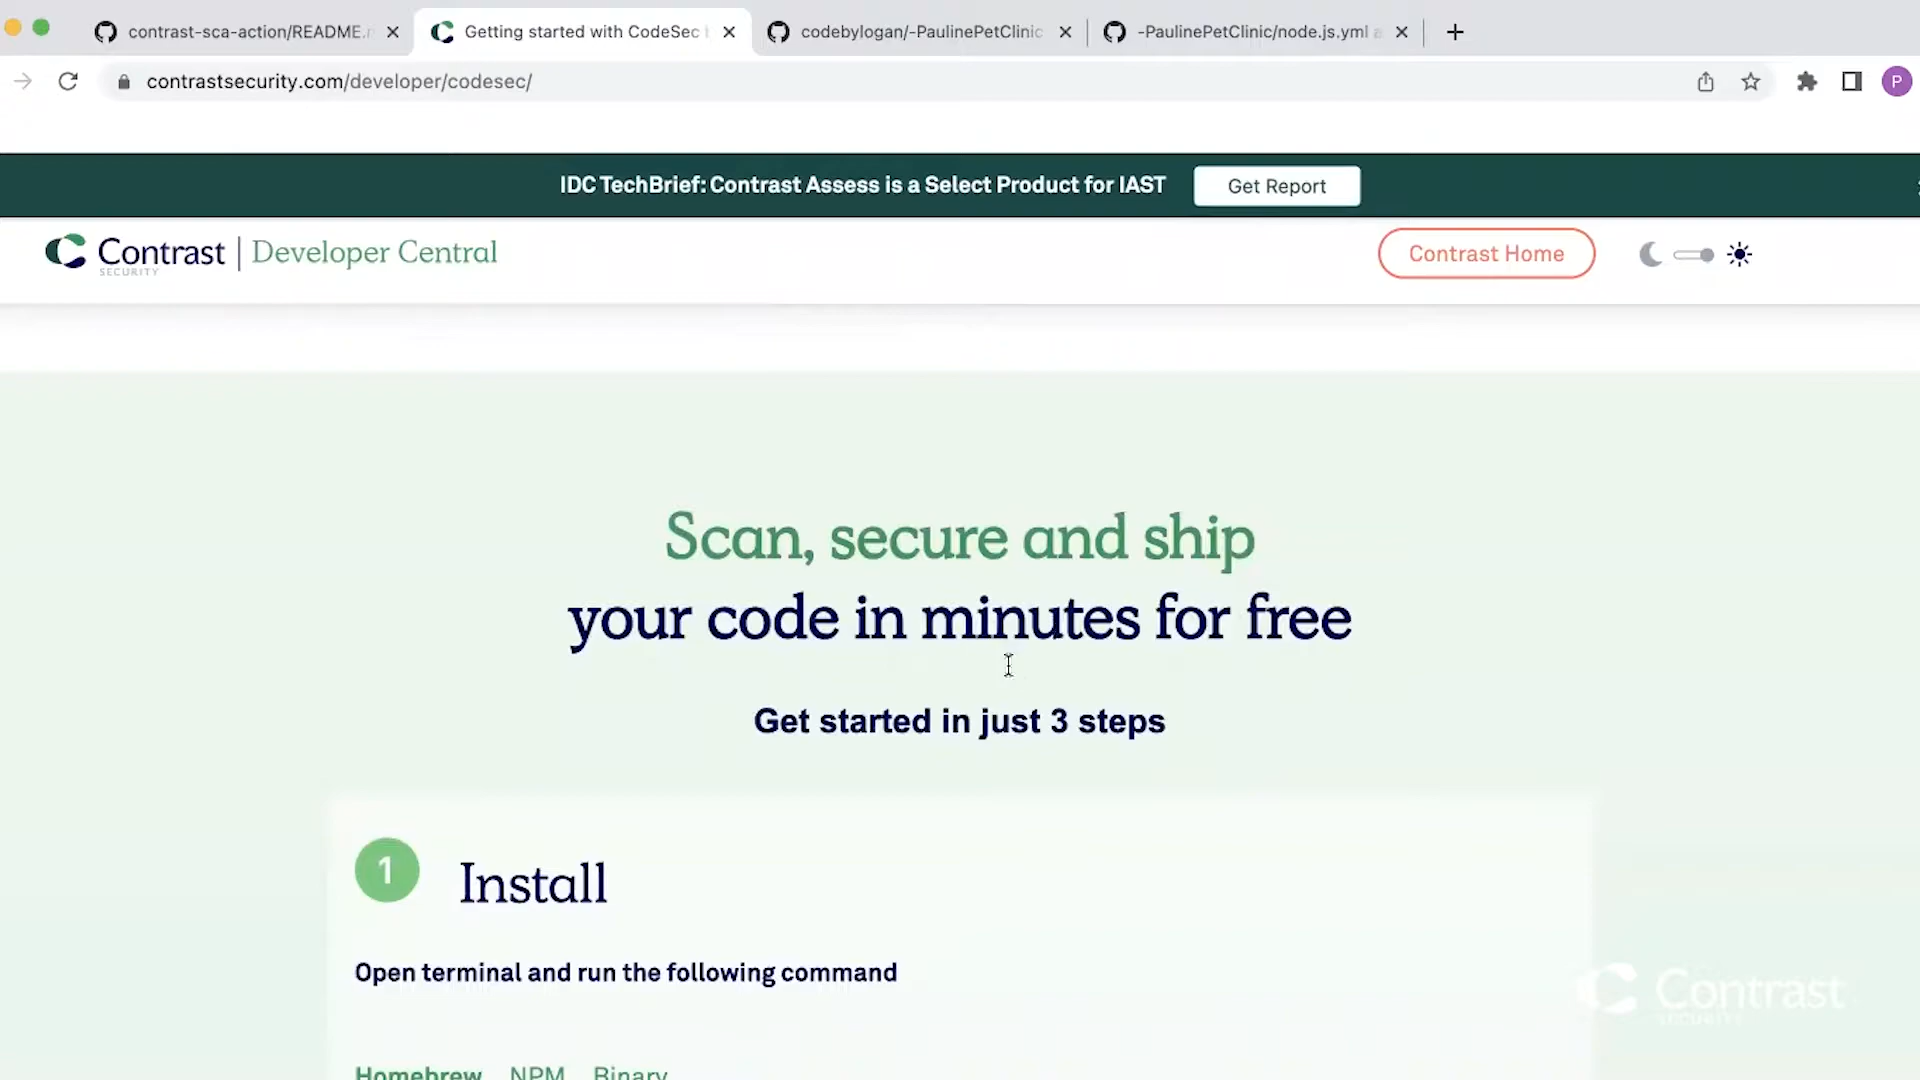 contrast-sca-action/README.
Getting started with CodeSec
codebylogan/-PaulinePetClinic
-PaulinePetClinic/node.js.yml
contrastsecurity.com/developer/codesec/
P
IDC TechBrief: Contrast Assess is a Select Product for IAST
Get Report
Contrast
SECURITY
Developer Central
Contrast Home
Scan, secure and ship
your code in minutes for free
Get started in just 3 steps
1
Install
Open terminal and run the following command
Contrast
SECURITY
Homebrew NPM Binary